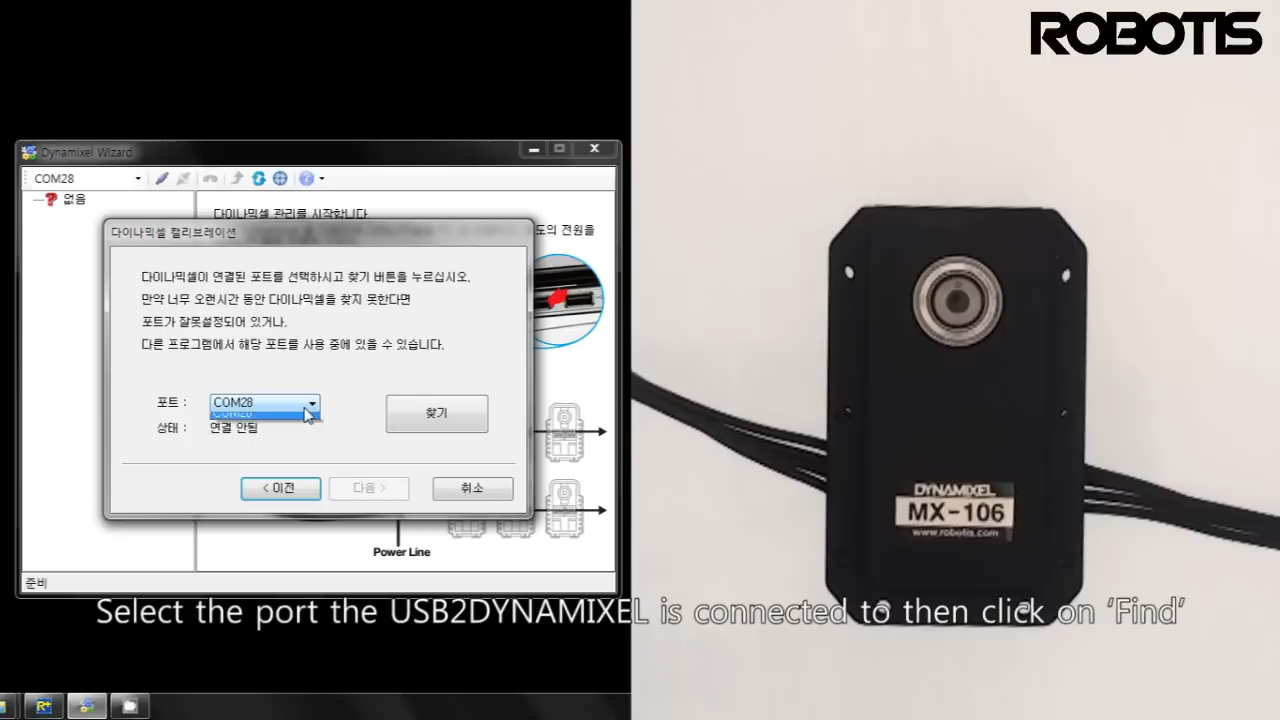 ROBOTIS
Dynamixel Wizard
COM28
없음
다이나믹셀 관리를 시작합니다
도의 전원을
다이나믹셀 캘리브레이션
다이나믹셀이 연결된 포트를 선택하시고 찾기 버튼을 누르십시오.
만약 너무 오랜시간 동안 다이나믹셀을 찾지 못한다면
포트가 잘못설정되어 있거나,
다른 프로그램에서 해당 포트를 사용 중에 있을 수 있습니다.
포트 : COM28
COM28
찾기
상태 : 연결 안됨
< 이전
다음 >
취소
Power Line
준비
DYNAMIXEL
MX-106
www.robotis.com
Select the port the USB2DYNAMIXEL is connected to then click on ‘Find’
R+